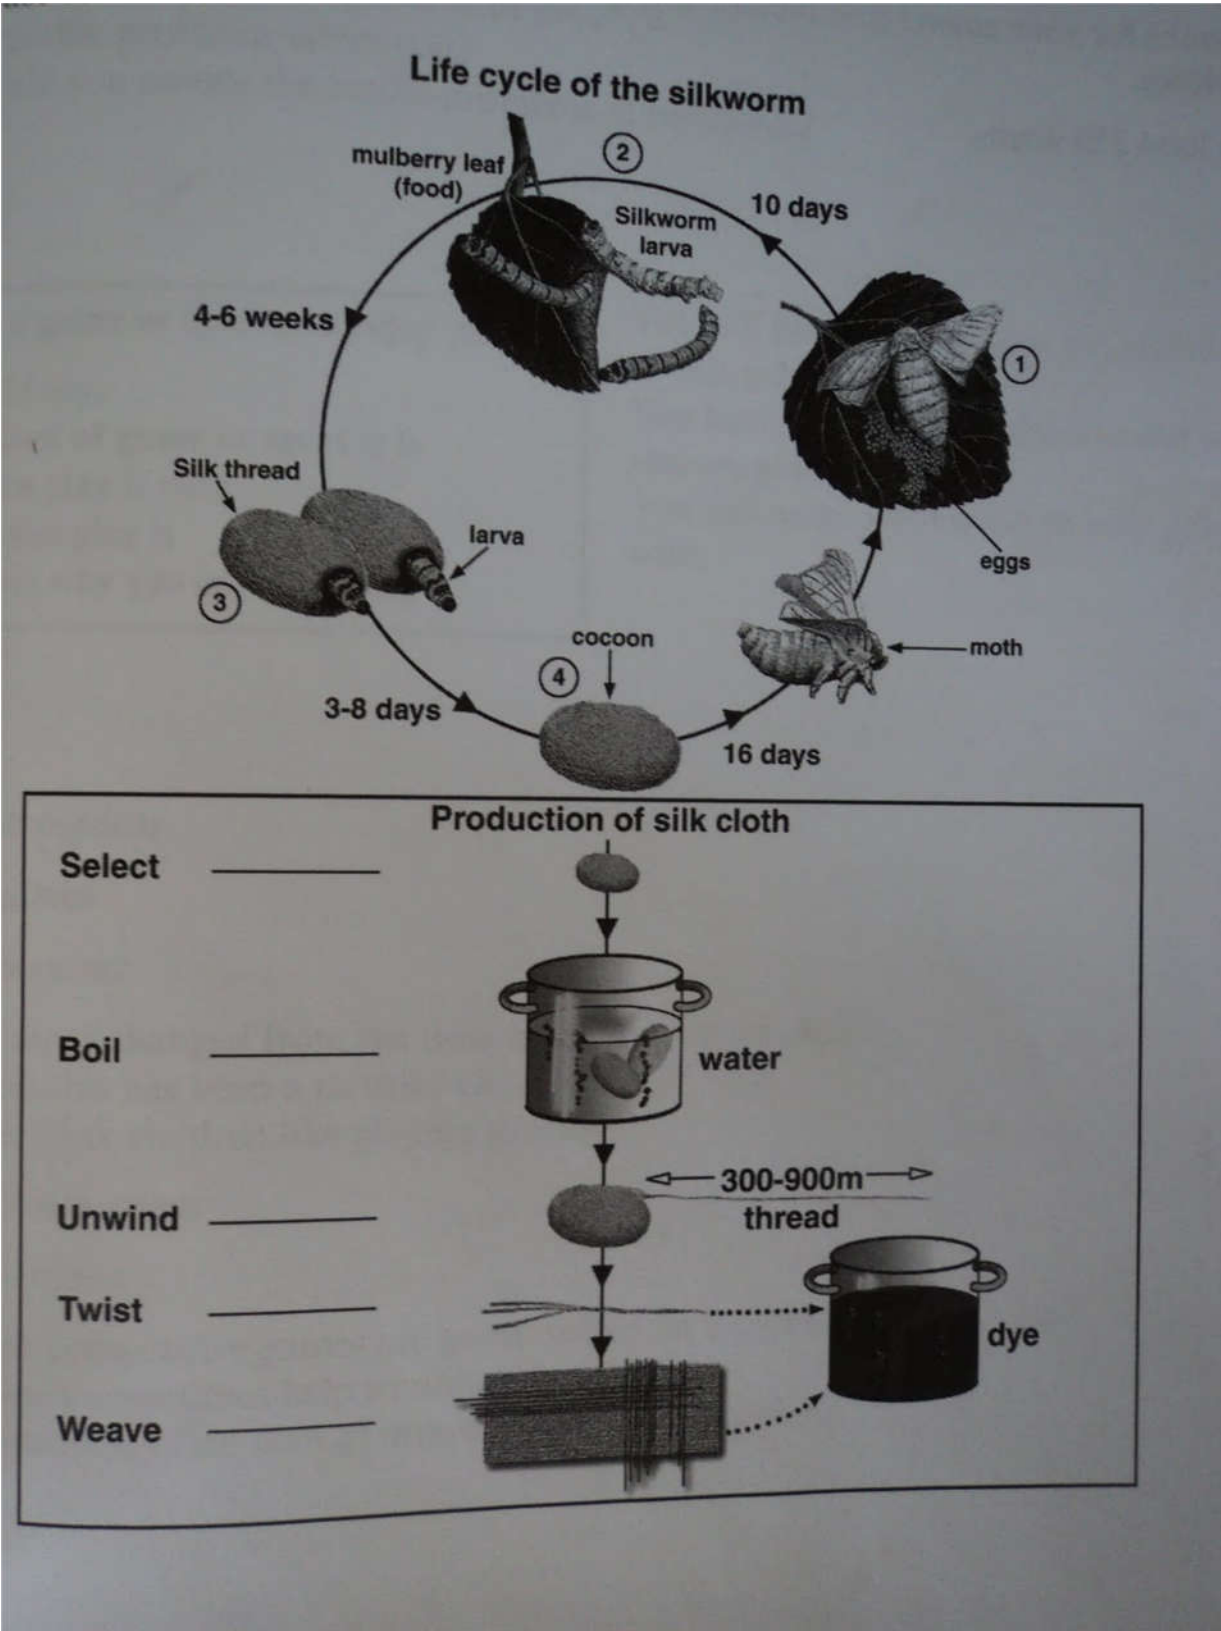 Life cycle of the silkworm
2
mulberry leaf
(food)
10 days
Silkworm
larva
4-6 weeks
1
Silk thread
larva
eggs
3
cocoon
moth
4
3-8 days
16 days
Production of silk cloth
Select
Boil
water
300-900m
Unwind
thread
Twist
dye
Weave